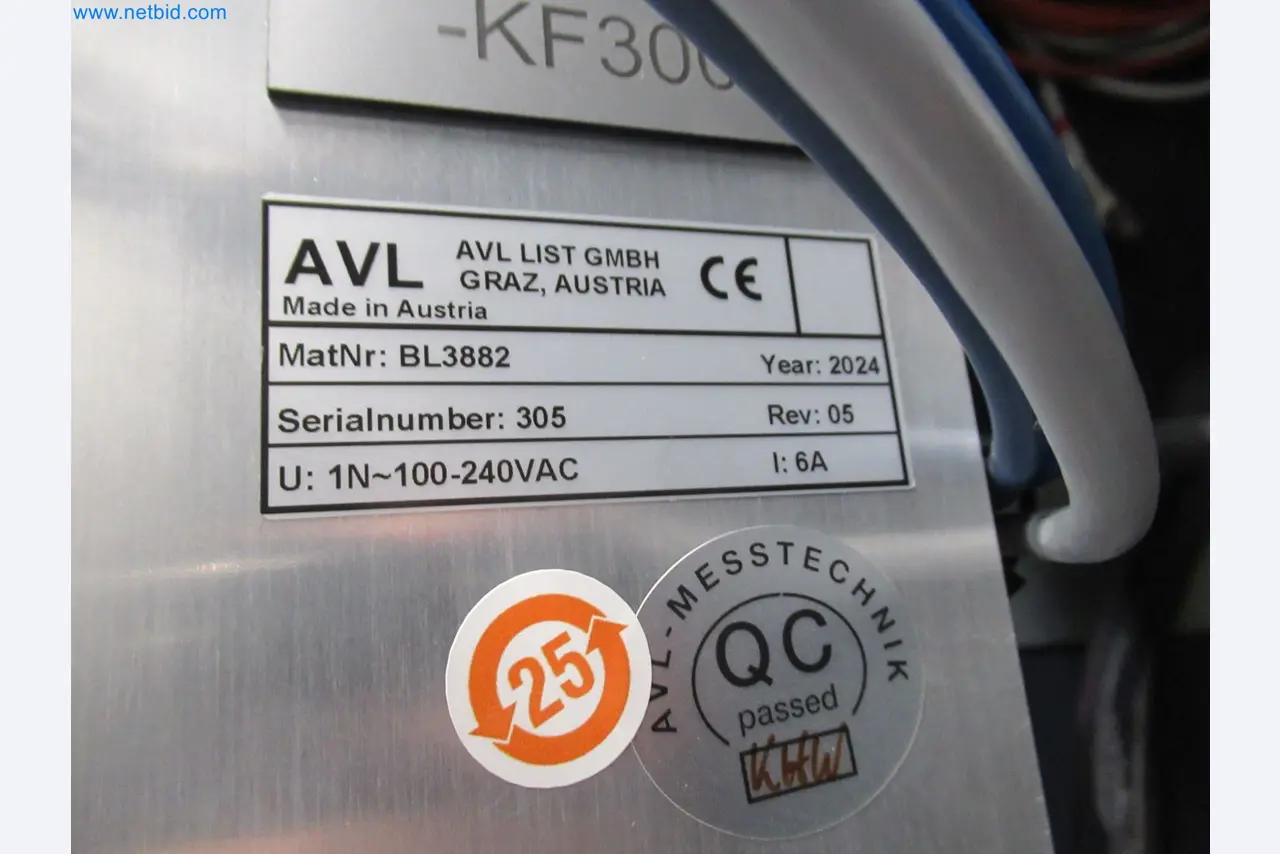 www.netbid.com
-KF300
AVL
AVL LIST GMBH
GRAZ, AUSTRIA
CE
Made in Austria
MatNr: BL3882
Year: 2024
Serialnumber: 305
Rev: 05
U: 1N~100-240VAC
I: 6A
AVL-MESSTECHNIK
QC
passed
25